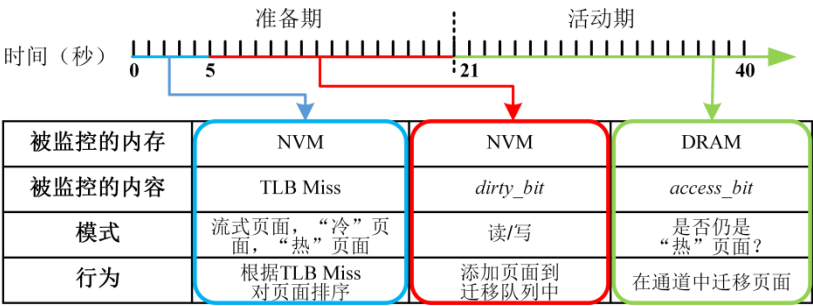 准备期
活动期
时间（秒）
0
5
21
40
被监控的内存
NVM
NVM
DRAM
被监控的内容
TLB Miss
dirty_bit
access_bit
模式
流式页面，“冷”页
面，“热”页面
读/写
是否仍是
“热”页面？
行为
根据TLB Miss
对页面排序
添加页面到
迁移队列中
在通道中迁移页面